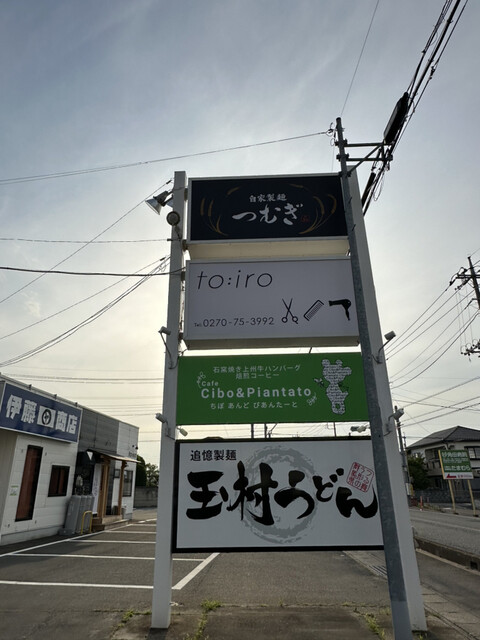 自家製麺
つむぎ
to:iro
Tel.0270-75-3992
石窯焼き上州牛ハンバーグ
焙煎コーヒー
Cafe
Cibo&Piantato
ちぼ あんど ぴあんたーと
追憶製麺
玉村うどん
伊藤
商店